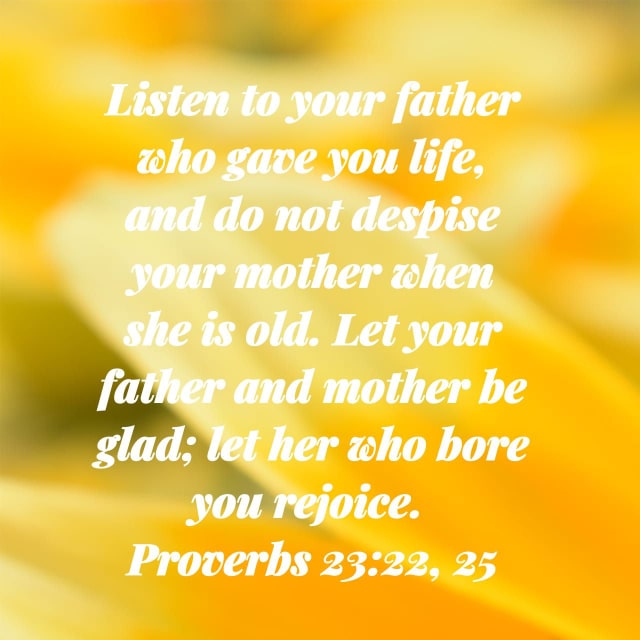 Listen to your father
who gave you life,
and do not despise
your mother when
she is old. Let your
father and mother be
glad; let her who bore
you rejoice.
Proverbs 23:22, 25